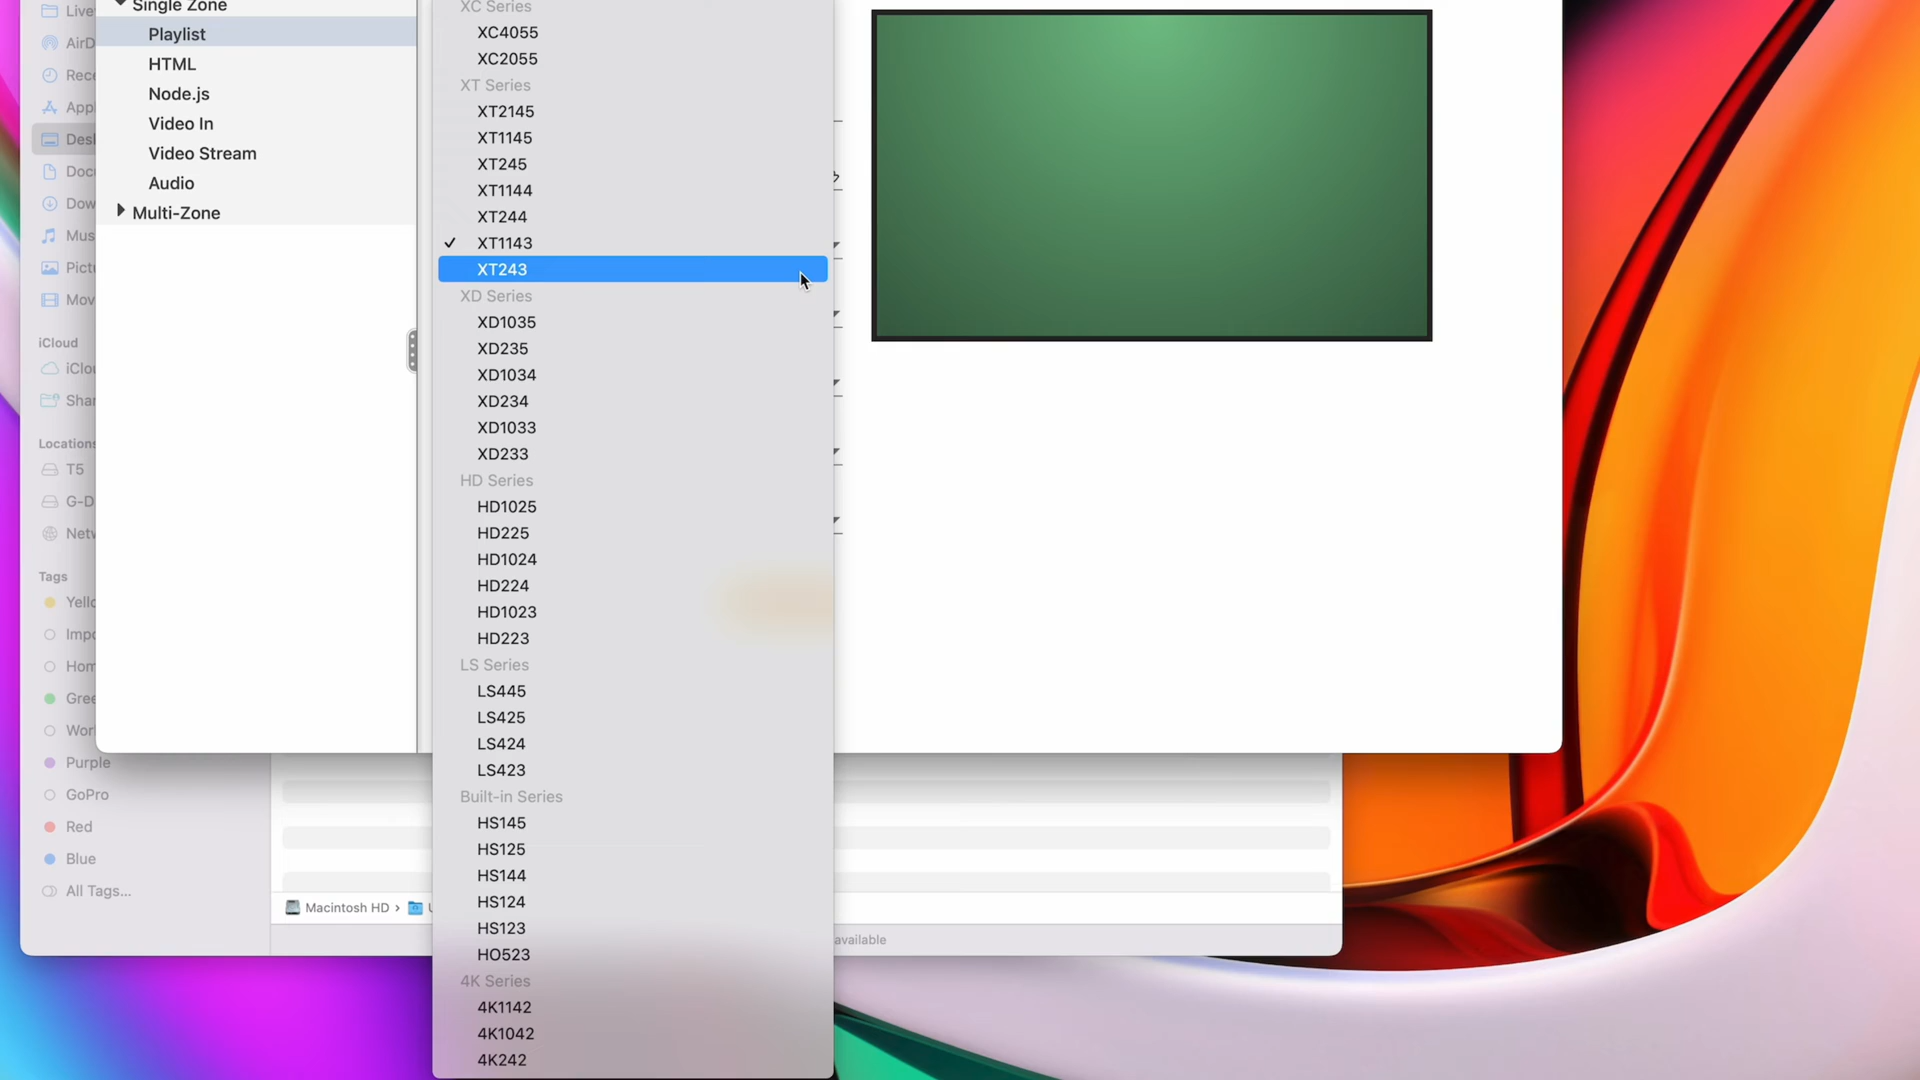 Single Zone
Playlist
HTML
Node.js
Video In
Video Stream
Audio
Multi-Zone
XC Series
XC4055
XC2055
XT Series
XT2145
XT1145
XT245
XT1144
XT244
✓ XT1143
XT243
XD Series
XD1035
XD235
XD1034
XD234
XD1033
XD233
HD Series
HD1025
HD225
HD1024
HD224
HD1023
HD223
LS Series
LS445
LS425
LS424
LS423
Built-in Series
HS145
HS125
HS144
HS124
HS123
HO523
4K Series
4K1142
4K1042
4K242
iCloud
Locations
T5
G-D
Tags
Purple
GoPro
Red
Blue
All Tags...
Macintosh HD ›
available